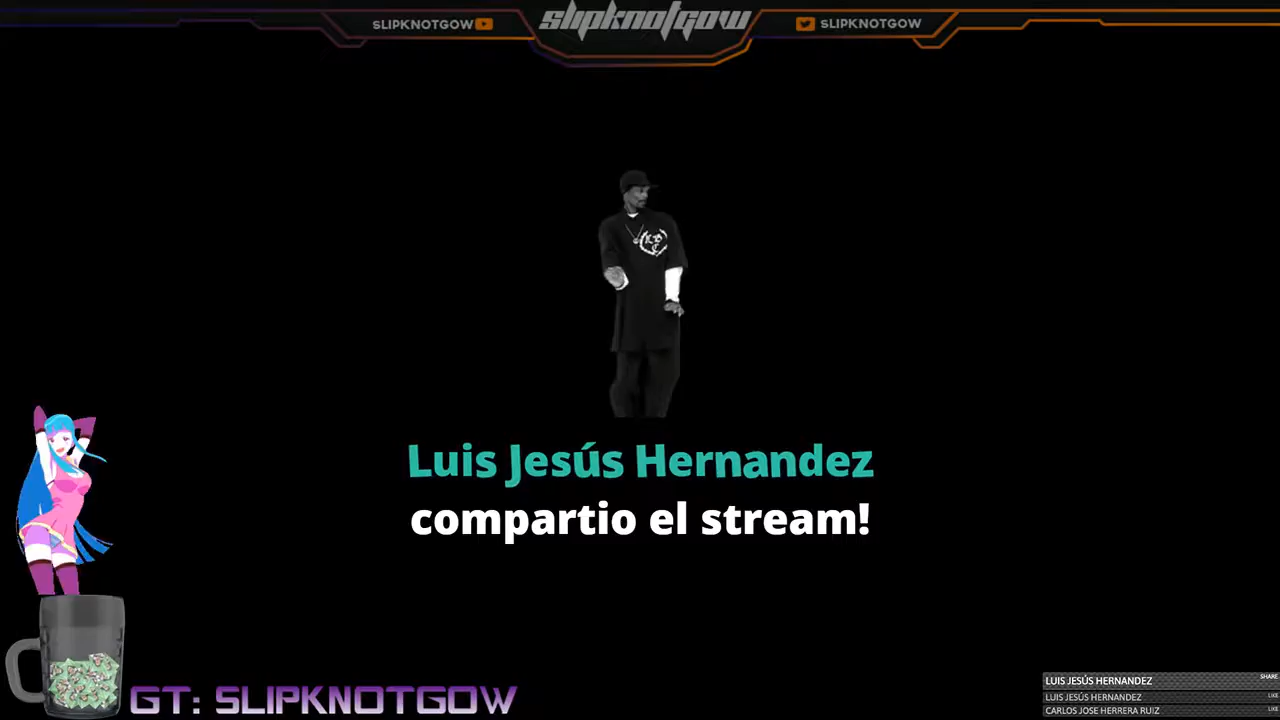 SLIPKNOTGOW
slipknotgow
SLIPKNOTGOW
Luis Jesús Hernandez
compartio el stream!
GT: SLIPKNOTGOW
LUIS JESÚS HERNANDEZ SHARE
LUIS JESÚS HERNANDEZ LIKE
CARLOS JOSE HERRERA RUIZ LIKE